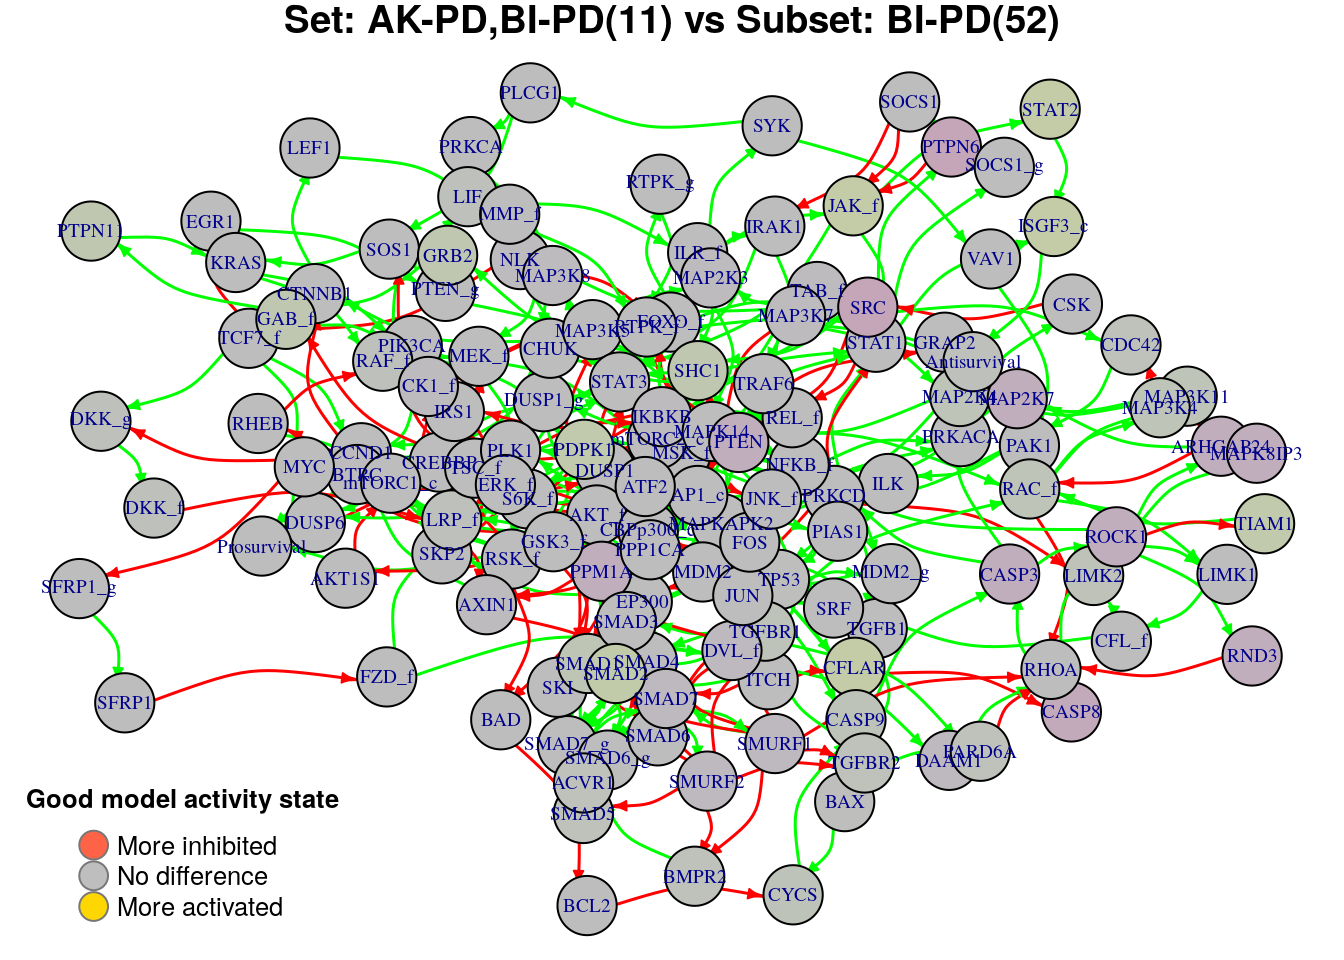 Set: AK-PD,BI-PD(11) vs Subset: BI-PD(52)
PLCG1
SOCS1
STAT2
SYK
LEF1
PRKCA
PTPN6
SOCS1_g
RTPK_g
LIF
MMP_f
JAK_f
PTPN11
EGR1
IRAK1
ISGF3_c
KRAS
SOS1
GRB2
NLK
ILR_f
VAV1
MAP3K8
MAP2K3
CTNNB1
PTEN_g
TAB_f
GAB_f
SRC
CSK
TCF7_f
PIK3CA
MAP3K5
RTPK_f
FOXO_f
MAP3K7
STAT1
GRAP2
CDC42
RAF_f
MEK_f
CHUK
SHC1
Antisurvival
CK1_f
STAT3
TRAF6
DUSP1_g
MAP2K4
MAP2K7
MAP3K11
MAP3K4
DKK_g
RHEB
IRS1
IKBKB
REL_f
MAPK14
PTEN
PRKACA
PAK1
ARHGAP24
MAPK8IP3
MYC
CCND1
BTRC
CREBBP
TSC_f
PLK1
PDPK1
mTORC2_c
MSK_f
NFKB_f
DUSP1
mTORC1_c
ERK_f
S6K_f
ATF2
AP1_c
JNK_f
PRKCD
ILK
RAC_f
DKK_f
DUSP6
LRP_f
AKT_f
CBPp300_c
MAPKAPK2
PIAS1
TIAM1
Prosurvival
SKP2
RSK_f
GSK3_f
PPP1CA
FOS
ROCK1
AKT1S1
PPM1A
MDM2
TP53
MDM2_g
CASP3
LIMK2
LIMK1
SFRP1_g
AXIN1
EP300
JUN
SRF
SMAD3
TGFBR1
TGFB1
CFL_f
DVL_f
RND3
SMAD1
SMAD4
SMAD2
CFLAR
RHOA
FZD_f
SKI
ITCH
SFRP1
SMAD7
BAD
CASP9
CASP8
SMAD7_g
SMAD6
SMURF1
SMAD6_g
TGFBR2
DAAM1
PARD6A
ACVR1
SMURF2
BAX
SMAD5
BMPR2
CYCS
BCL2
Good model activity state
More inhibited
No difference
More activated